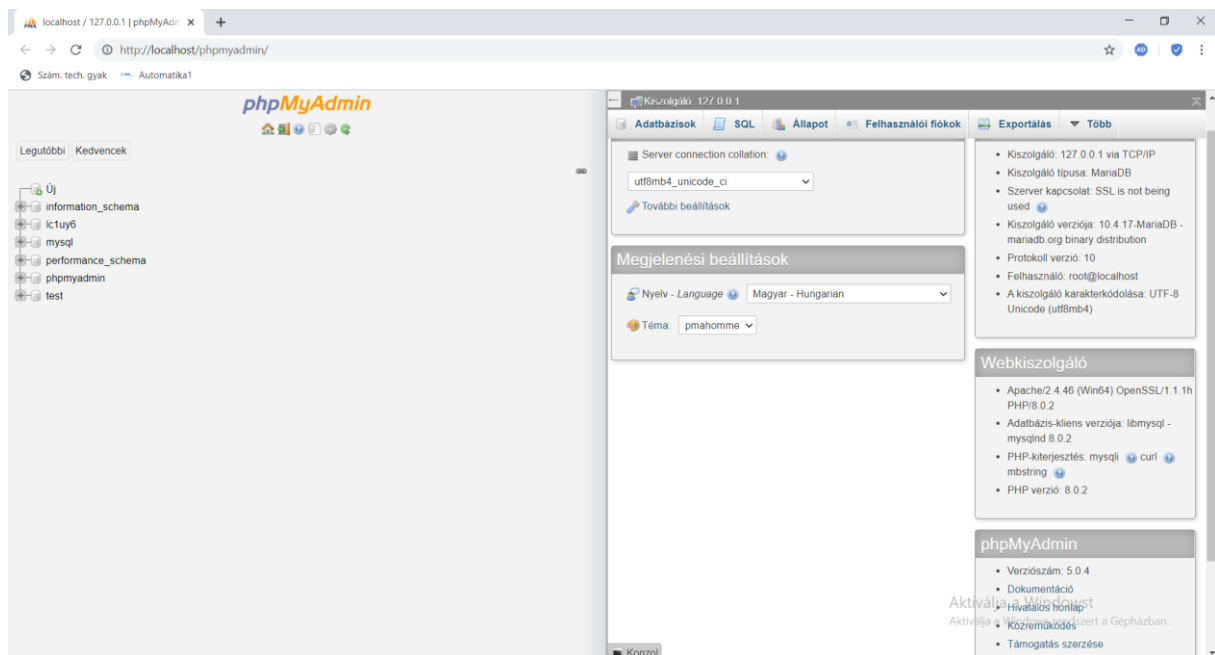 localhost / 127.0.0.1 | phpMyAdm
http://localhost/phpmyadmin/
Szám. tech. gyak
Automatika1
phpMyAdmin
Legutóbbi
Kedvencek
Új
information_schema
lc1uy6
mysql
performance_schema
phpmyadmin
test
Kiszolgáló: 127.0.0.1
Adatbázisok
SQL
Állapot
Felhasználói fiókok
Exportálás
Több
Server connection collation:
utf8mb4_unicode_ci
További beállítások
Megjelenési beállítások
Nyelv - Language
Magyar - Hungarian
Téma:
pmahomme
Kiszolgáló: 127.0.0.1 via TCP/IP
Kiszolgáló típusa: MariaDB
Szerver kapcsolat: SSL is not being
used
Kiszolgáló verziója: 10.4.17-MariaDB -
mariadb.org binary distribution
Protokoll verzió: 10
Felhasználó: root@localhost
A kiszolgáló karakterkódolása: UTF-8
Unicode (utf8mb4)
Webkiszolgáló
Apache/2.4.46 (Win64) OpenSSL/1.1.1h
PHP/8.0.2
Adatbázis-kliens verziója: libmysql -
mysqlnd 8.0.2
PHP-kiterjesztés: mysqli curl
mbstring
PHP verzió: 8.0.2
phpMyAdmin
Verziószám: 5.0.4
Dokumentáció
Hivatalos honlap
Közreműködés
Támogatás szerzése
Aktiválja a Windowst
Aktiválja a Windows rendszert a Gépházban.
Konzol